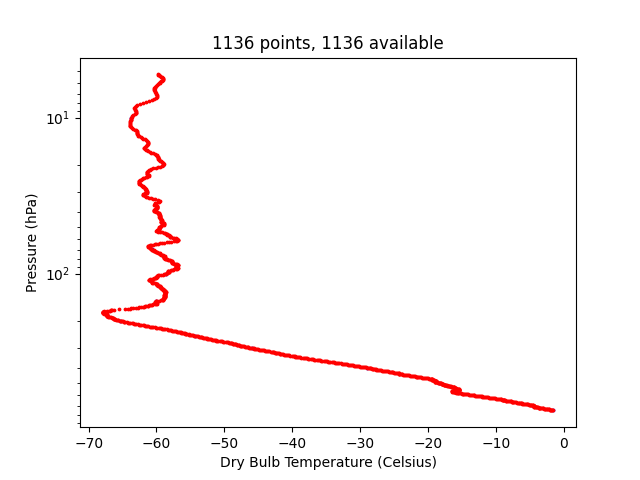 1136 points, 1136 available
Pressure (hPa)
10¹
10²
−70 −60 −50 −40 −30 −20 −10 0
Dry Bulb Temperature (Celsius)